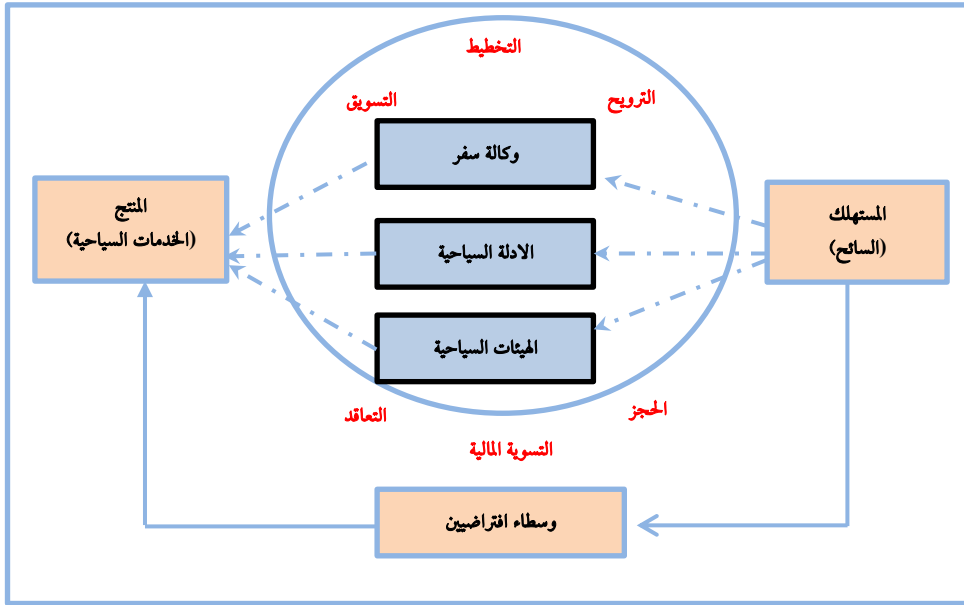 التخطيط
الترويح
التسويق
وكالة سفر
المستهلك
(السائح)
الادلة السياحية
المنتج
(الخدمات السياحية)
الهيئات السياحية
الحجز
التعاقد
التسوية المالية
وسطاء افتراضيين